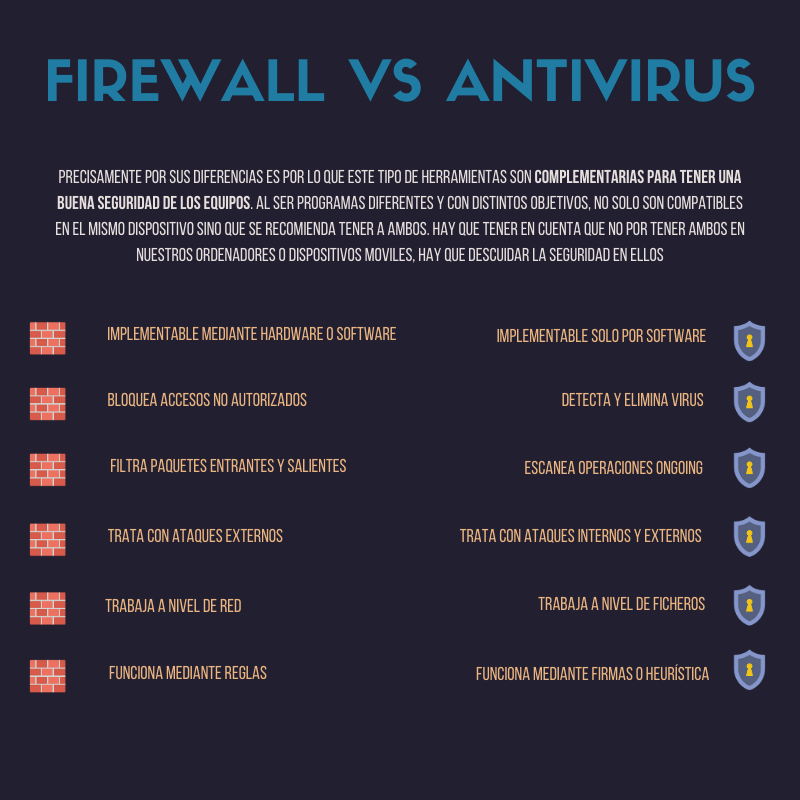 FIREWALL VS ANTIVIRUS
PRECISAMENTE POR SUS DIFERENCIAS ES POR LO QUE ESTE TIPO DE HERRAMIENTAS SON COMPLEMENTARIAS PARA TENER UNA
BUENA SEGURIDAD DE LOS EQUIPOS. AL SER PROGRAMAS DIFERENTES Y CON DISTINTOS OBJETIVOS, NO SOLO SON COMPATIBLES
EN EL MISMO DISPOSITIVO SINO QUE SE RECOMIENDA TENER A AMBOS. HAY QUE TENER EN CUENTA QUE NO POR TENER AMBOS EN
NUESTROS ORDENADORES O DISPOSITIVOS MOVILES, HAY QUE DESCUIDAR LA SEGURIDAD EN ELLOS
IMPLEMENTABLE MEDIANTE HARDWARE O SOFTWARE
IMPLEMENTABLE SOLO POR SOFTWARE
BLOQUEA ACCESOS NO AUTORIZADOS
DETECTA Y ELIMINA VIRUS
FILTRA PAQUETES ENTRANTES Y SALIENTES
ESCANEA OPERACIONES ONGOING
TRATA CON ATAQUES EXTERNOS
TRATA CON ATAQUES INTERNOS Y EXTERNOS
TRABAJA A NIVEL DE RED
TRABAJA A NIVEL DE FICHEROS
FUNCIONA MEDIANTE REGLAS
FUNCIONA MEDIANTE FIRMAS O HEURÍSTICA